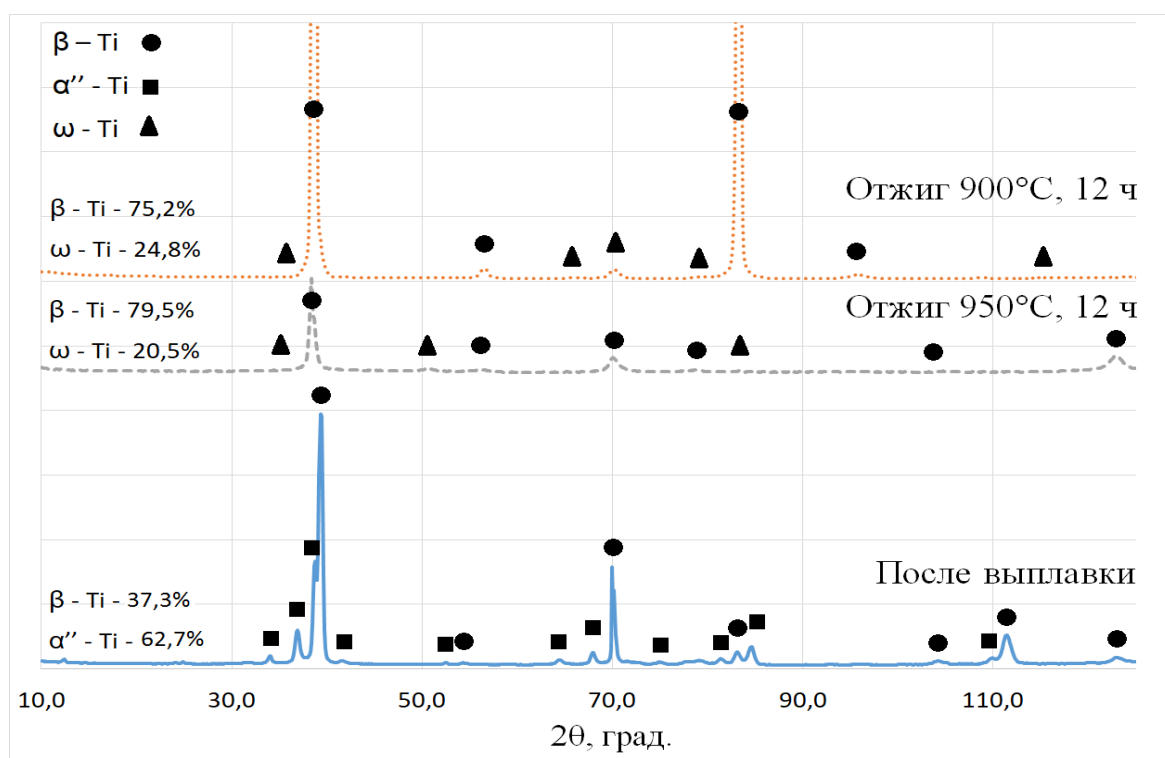 β – Ti
α’’ - Ti
ω - Ti
Отжиг 900°C, 12 ч
β - Ti - 75,2%
ω - Ti - 24,8%
Отжиг 950°C, 12 ч
β - Ti - 79,5%
ω - Ti - 20,5%
После выплавки
β - Ti - 37,3%
α’’ - Ti - 62,7%
10,0 30,0 50,0 70,0 90,0 110,0
2θ, град.